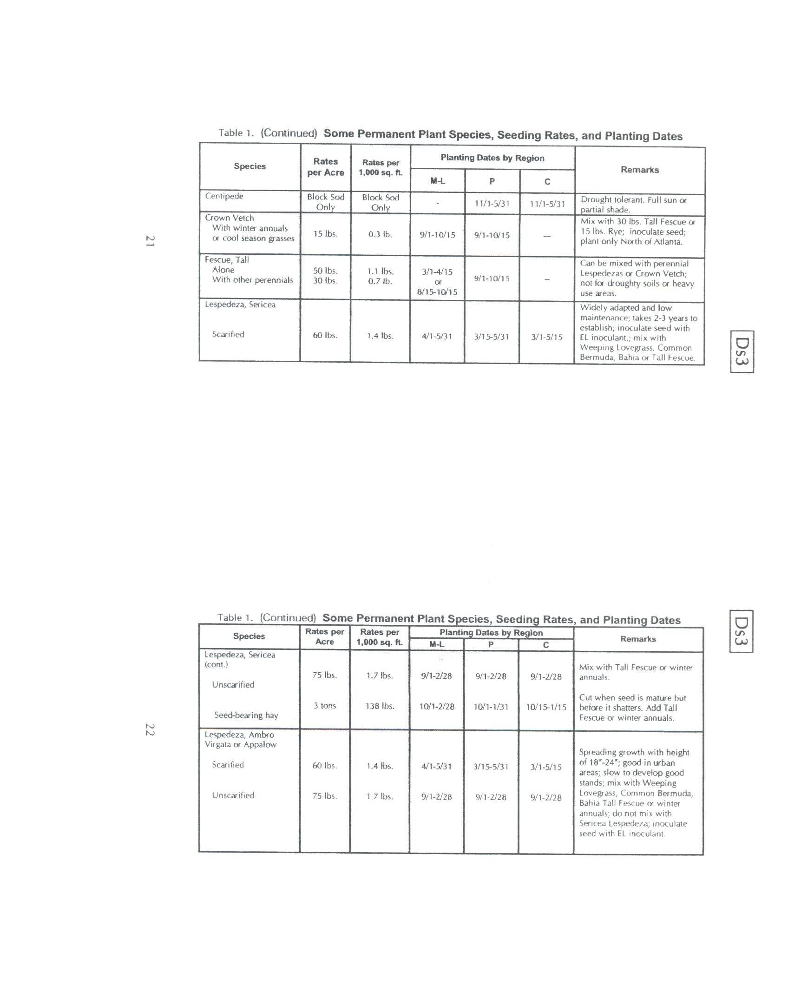 Table 1. (Continued) Some Permanent Plant Species, Seeding Rates, and Planting Dates
Species
Rates
per Acre
Rates per
1,000 sq. ft.
Planting Dates by Region
M-L
P
C
Remarks
Centipede
Block Sod
Only
Block Sod
Only
-
11/1-5/31
11/1-5/31
Drought tolerant. Full sun or
partial shade.
Crown Vetch
With winter annuals
or cool season grasses
15 lbs.
0.3 lb.
9/1-10/15
9/1-10/15
—
Mix with 30 lbs. Tall Fescue or
15 lbs. Rye; inoculate seed;
plant only North of Atlanta.
Fescue, Tall
Alone
With other perennials
50 lbs.
30 lbs.
1.1 lbs.
0.7 lb.
3/1-4/15
or
8/15-10/15
9/1-10/15
–
Can be mixed with perennial
Lespedezas or Crown Vetch;
not for droughty soils or heavy
use areas.
Lespedeza, Sericea
Scarified
60 lbs.
1.4 lbs.
4/1-5/31
3/15-5/31
3/1-5/15
Widely adapted and low
maintenance; takes 2-3 years to
establish; inoculate seed with
EL inoculant.; mix with
Weeping Lovegrass, Common
Bermuda, Bahia or Tall Fescue.
21
Ds3
Table 1. (Continued) Some Permanent Plant Species, Seeding Rates, and Planting Dates
Species
Rates per
Acre
Rates per
1,000 sq. ft.
Planting Dates by Region
M-L
P
C
Remarks
Lespedeza, Sericea
(cont.)
Unscarified
75 lbs.
1.7 lbs.
9/1-2/28
9/1-2/28
9/1-2/28
Mix with Tall Fescue or winter
annuals.
Seed-bearing hay
3 tons
138 lbs.
10/1-2/28
10/1-1/31
10/15-1/15
Cut when seed is mature but
before it shatters. Add Tall
Fescue or winter annuals.
Lespedeza, Ambro
Virgata or Appalow
Scarified
60 lbs.
1.4 lbs.
4/1-5/31
3/15-5/31
3/1-5/15
Unscarified
75 lbs.
1.7 lbs.
9/1-2/28
9/1-2/28
9/1-2/28
Spreading growth with height
of 18"-24"; good in urban
areas; slow to develop good
stands; mix with Weeping
Lovegrass, Common Bermuda,
Bahia Tall Fescue or winter
annuals; do not mix with
Sericea Lespedeza; inoculate
seed with EL inoculant.
22
Ds3